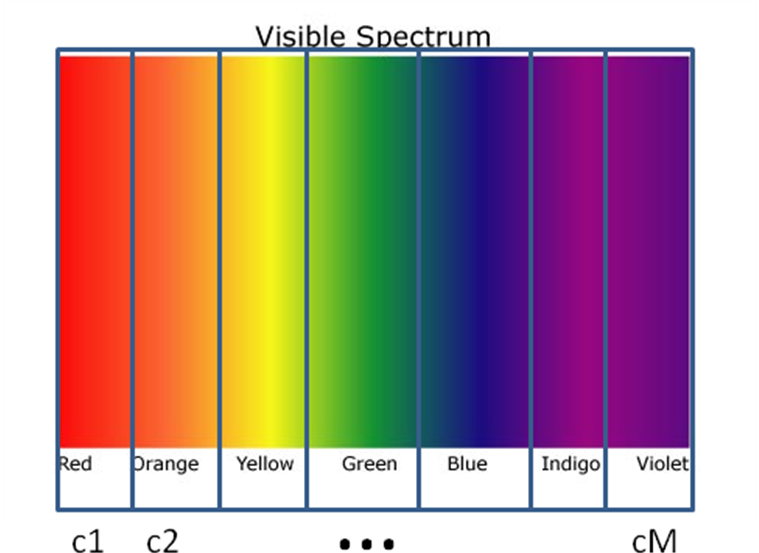 Visible Spectrum
Red Orange Yellow Green Blue Indigo Violet
c1 c2 ... cM